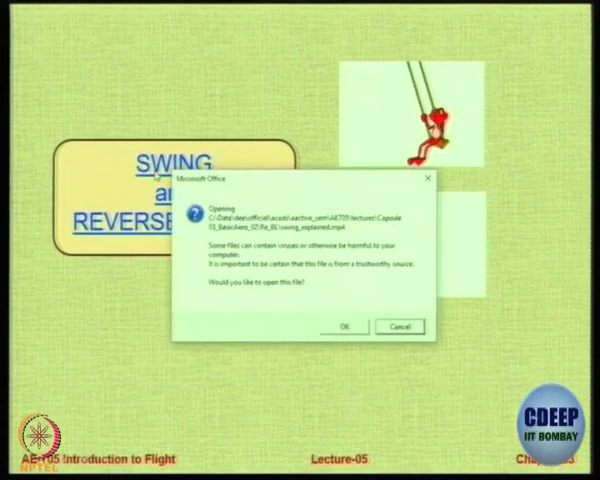 SWING
an
REVERSE
Microsoft Office
Opening
C:\Data\dee\official\acads\aactive_sem\AE705\lectures\Capsule
03_BasicAero_02\Re_BL\swing_explained.mp4
Some files can contain viruses or otherwise be harmful to your
computer.
It is important to be certain that this file is from a trustworthy source.
Would you like to open this file?
OK
Cancel
CDEEP
IIT BOMBAY
AE-705 Introduction to Flight
Lecture-05
NPTEL